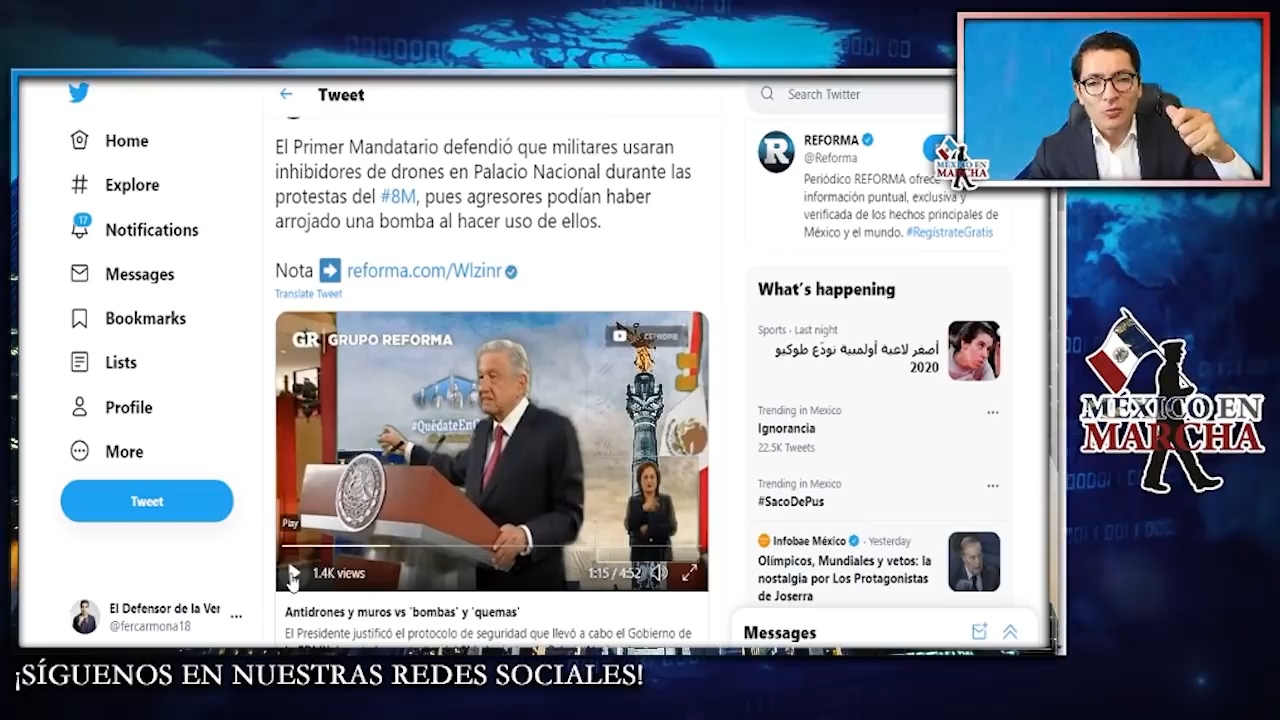 Tweet
Search Twitter
Home
Explore
17
Notifications
Messages
Bookmarks
Lists
Profile
More
Tweet
El Defensor de la Ver
@fercarmona18
El Primer Mandatario defendió que militares usaran
inhibidores de drones en Palacio Nacional durante las
protestas del #8M, pues agresores podían haber
arrojado una bomba al hacer uso de ellos.
Nota ➡ reforma.com/Wlzinr
Translate Tweet
GR | GRUPO REFORMA
CEPROPIE
#QuédateEn
Play
1.4K views
1:15 / 4:52
Antidrones y muros vs 'bombas' y 'quemas'
El Presidente justificó el protocolo de seguridad que llevó a cabo el Gobierno de
R
REFORMA
@Reforma
Periódico REFORMA ofrece
información puntual, exclusiva y
verificada de los hechos principales de
México y el mundo. #RegístrateGratis
What's happening
Sports · Last night
أصغر لاعبة أولمبية تودّع طوكيو
2020
Trending in Mexico
Ignorancia
22.5K Tweets
Trending in Mexico
#SacoDePus
Infobae México · Yesterday
Olímpicos, Mundiales y vetos: la
nostalgia por Los Protagonistas
de Joserra
Messages
MÉXICO EN
MARCHA
MÉXICO EN
MARCHA
¡SÍGUENOS EN NUESTRAS REDES SOCIALES!